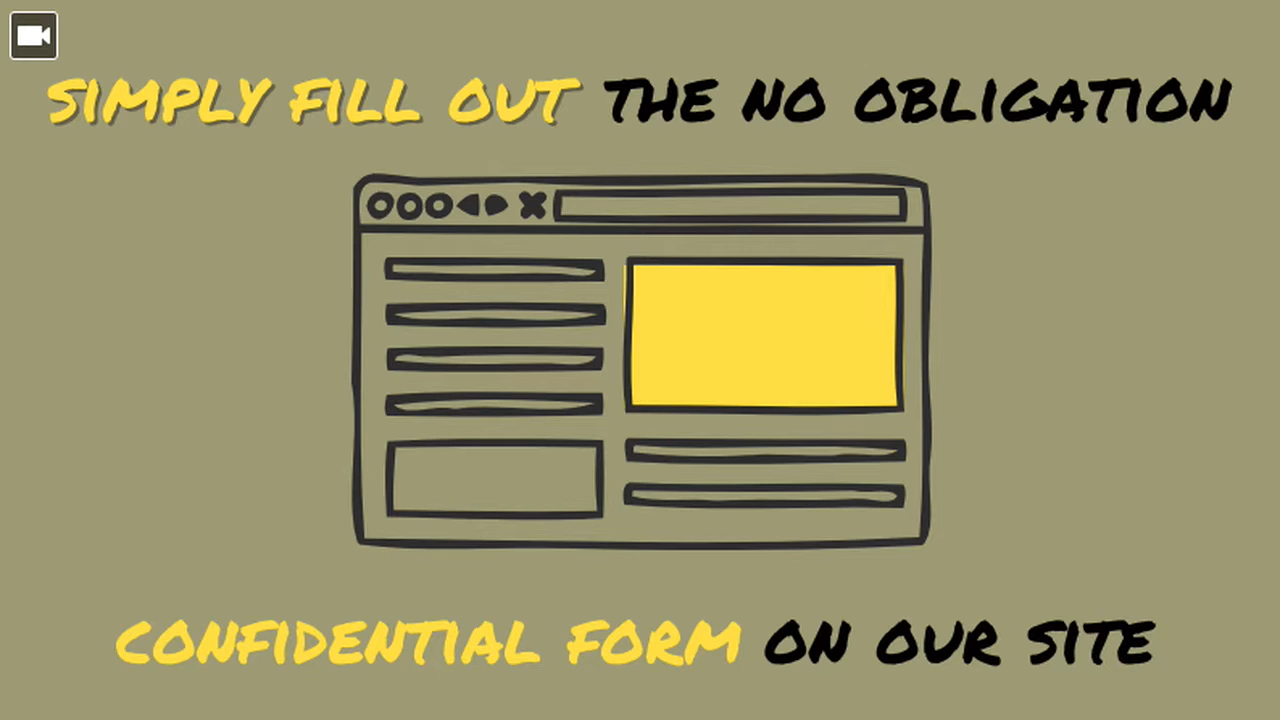 SIMPLY FILL OUT THE NO OBLIGATION
CONFIDENTIAL FORM ON OUR SITE